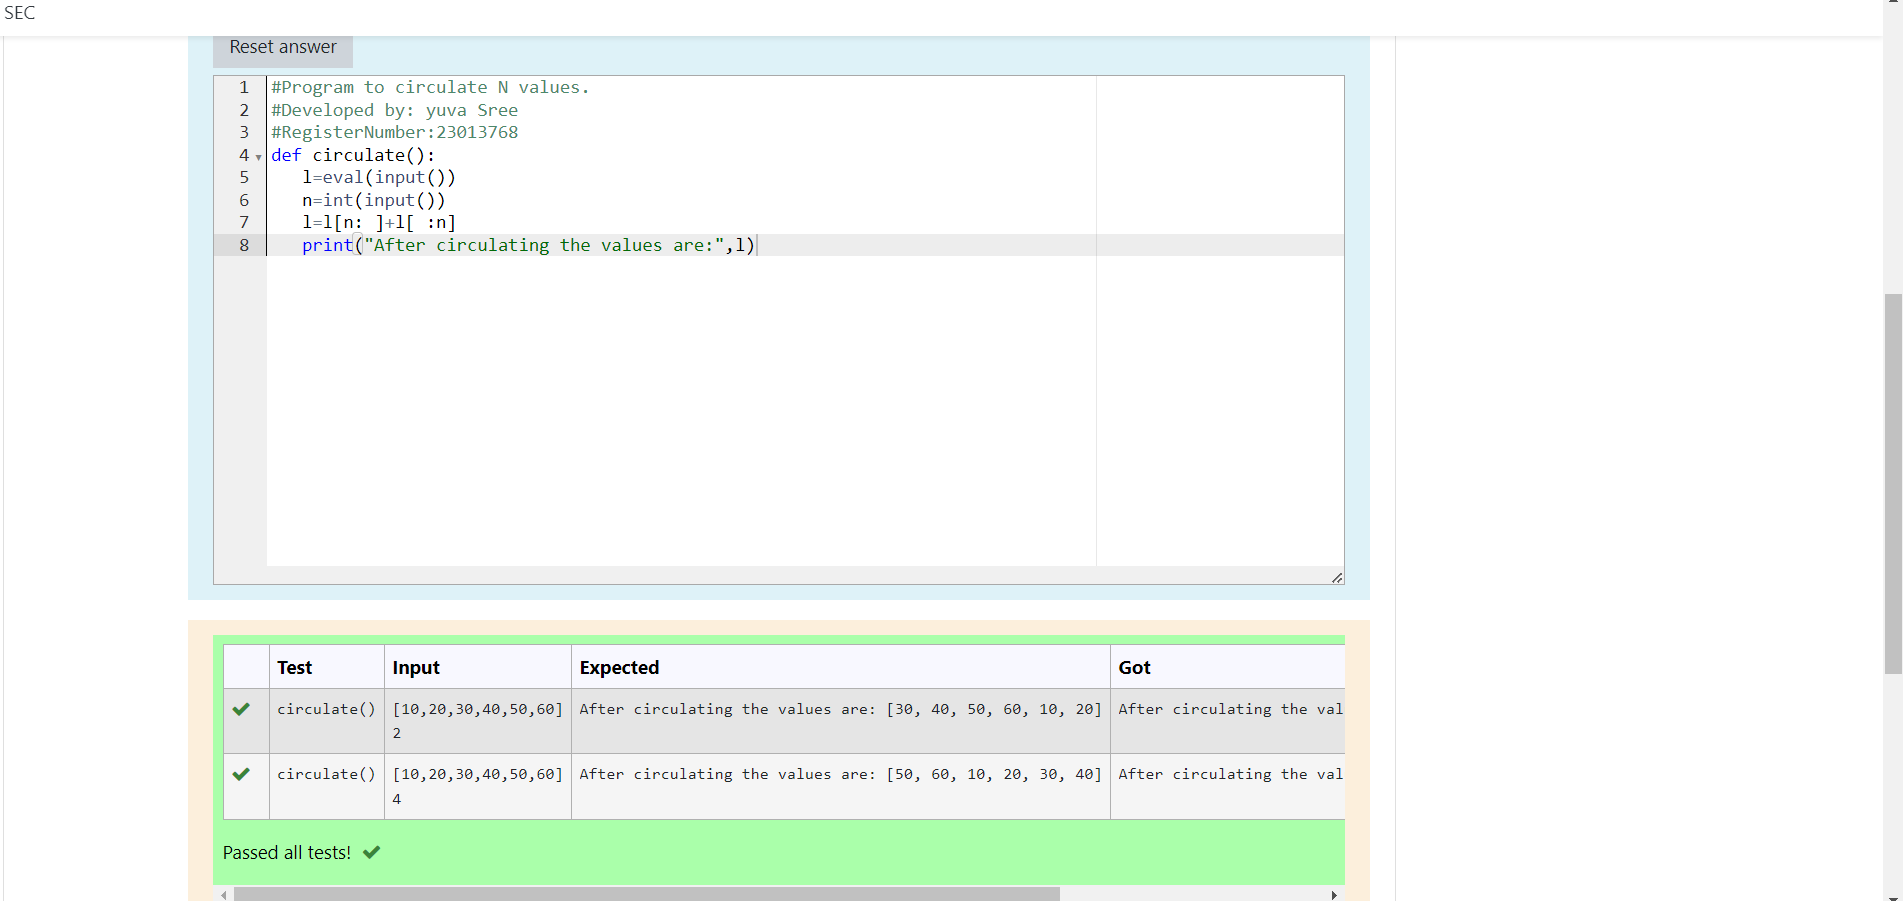 SEC
Reset answer
1 #Program to circulate N values.
2 #Developed by: yuva Sree
3 #RegisterNumber:23013768
4 def circulate():
5    l=eval(input())
6    n=int(input())
7    l=l[n: ]+l[ :n]
8    print("After circulating the values are:",l)
Test Input Expected Got
circulate() [10,20,30,40,50,60] After circulating the values are: [30, 40, 50, 60, 10, 20] After circulating the val
2
circulate() [10,20,30,40,50,60] After circulating the values are: [50, 60, 10, 20, 30, 40] After circulating the val
4
Passed all tests!